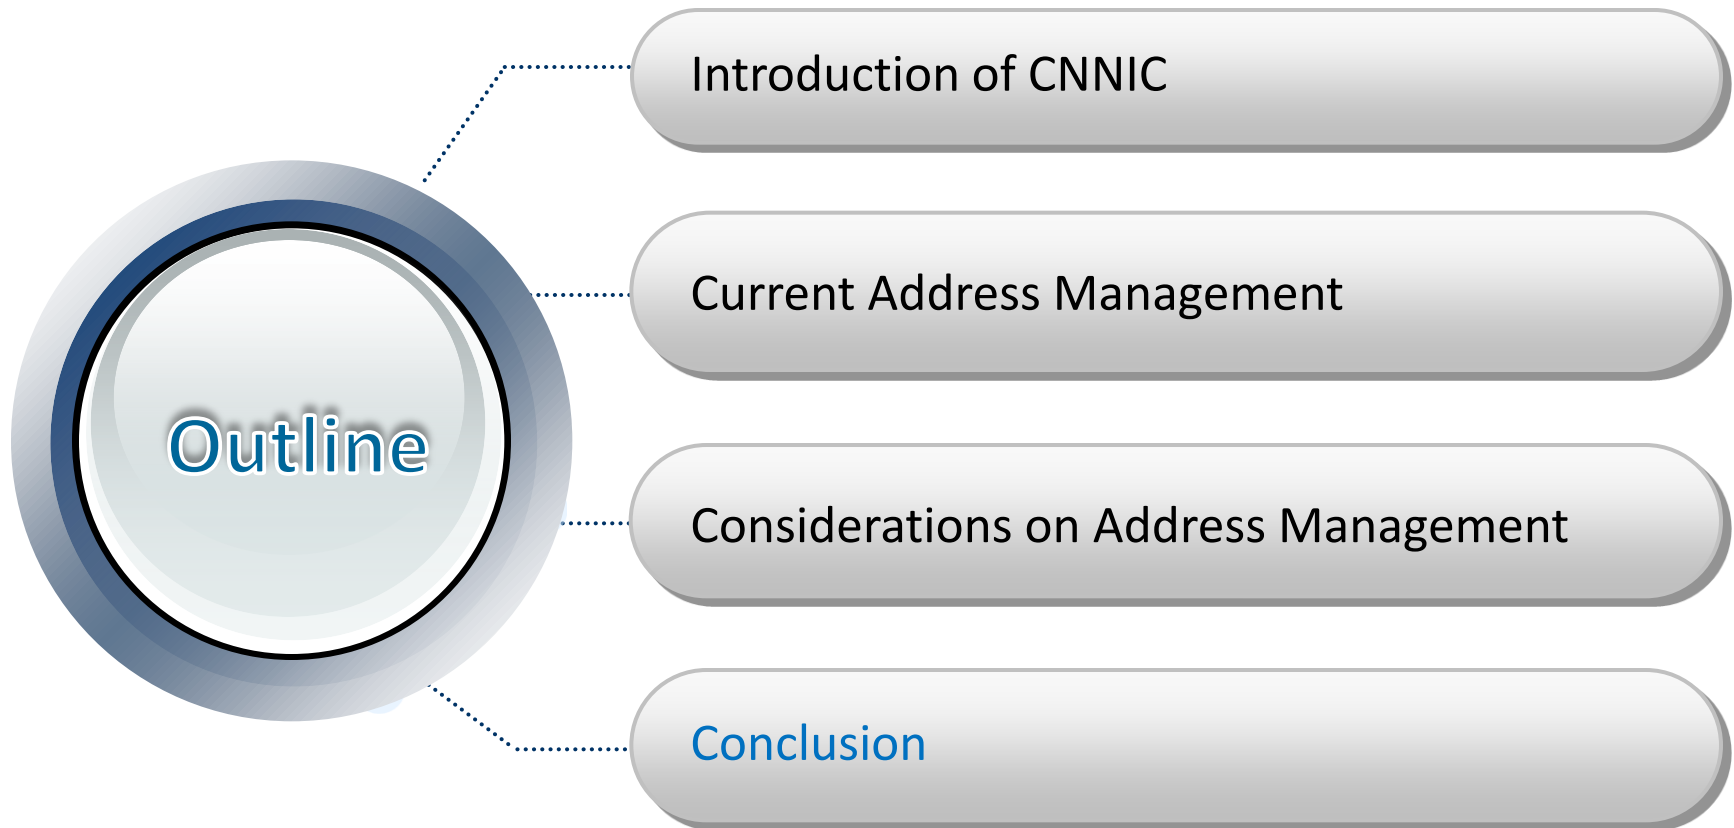 Introduction of CNNIC
Current Address Management
Outline
Considerations on Address Management
Conclusion